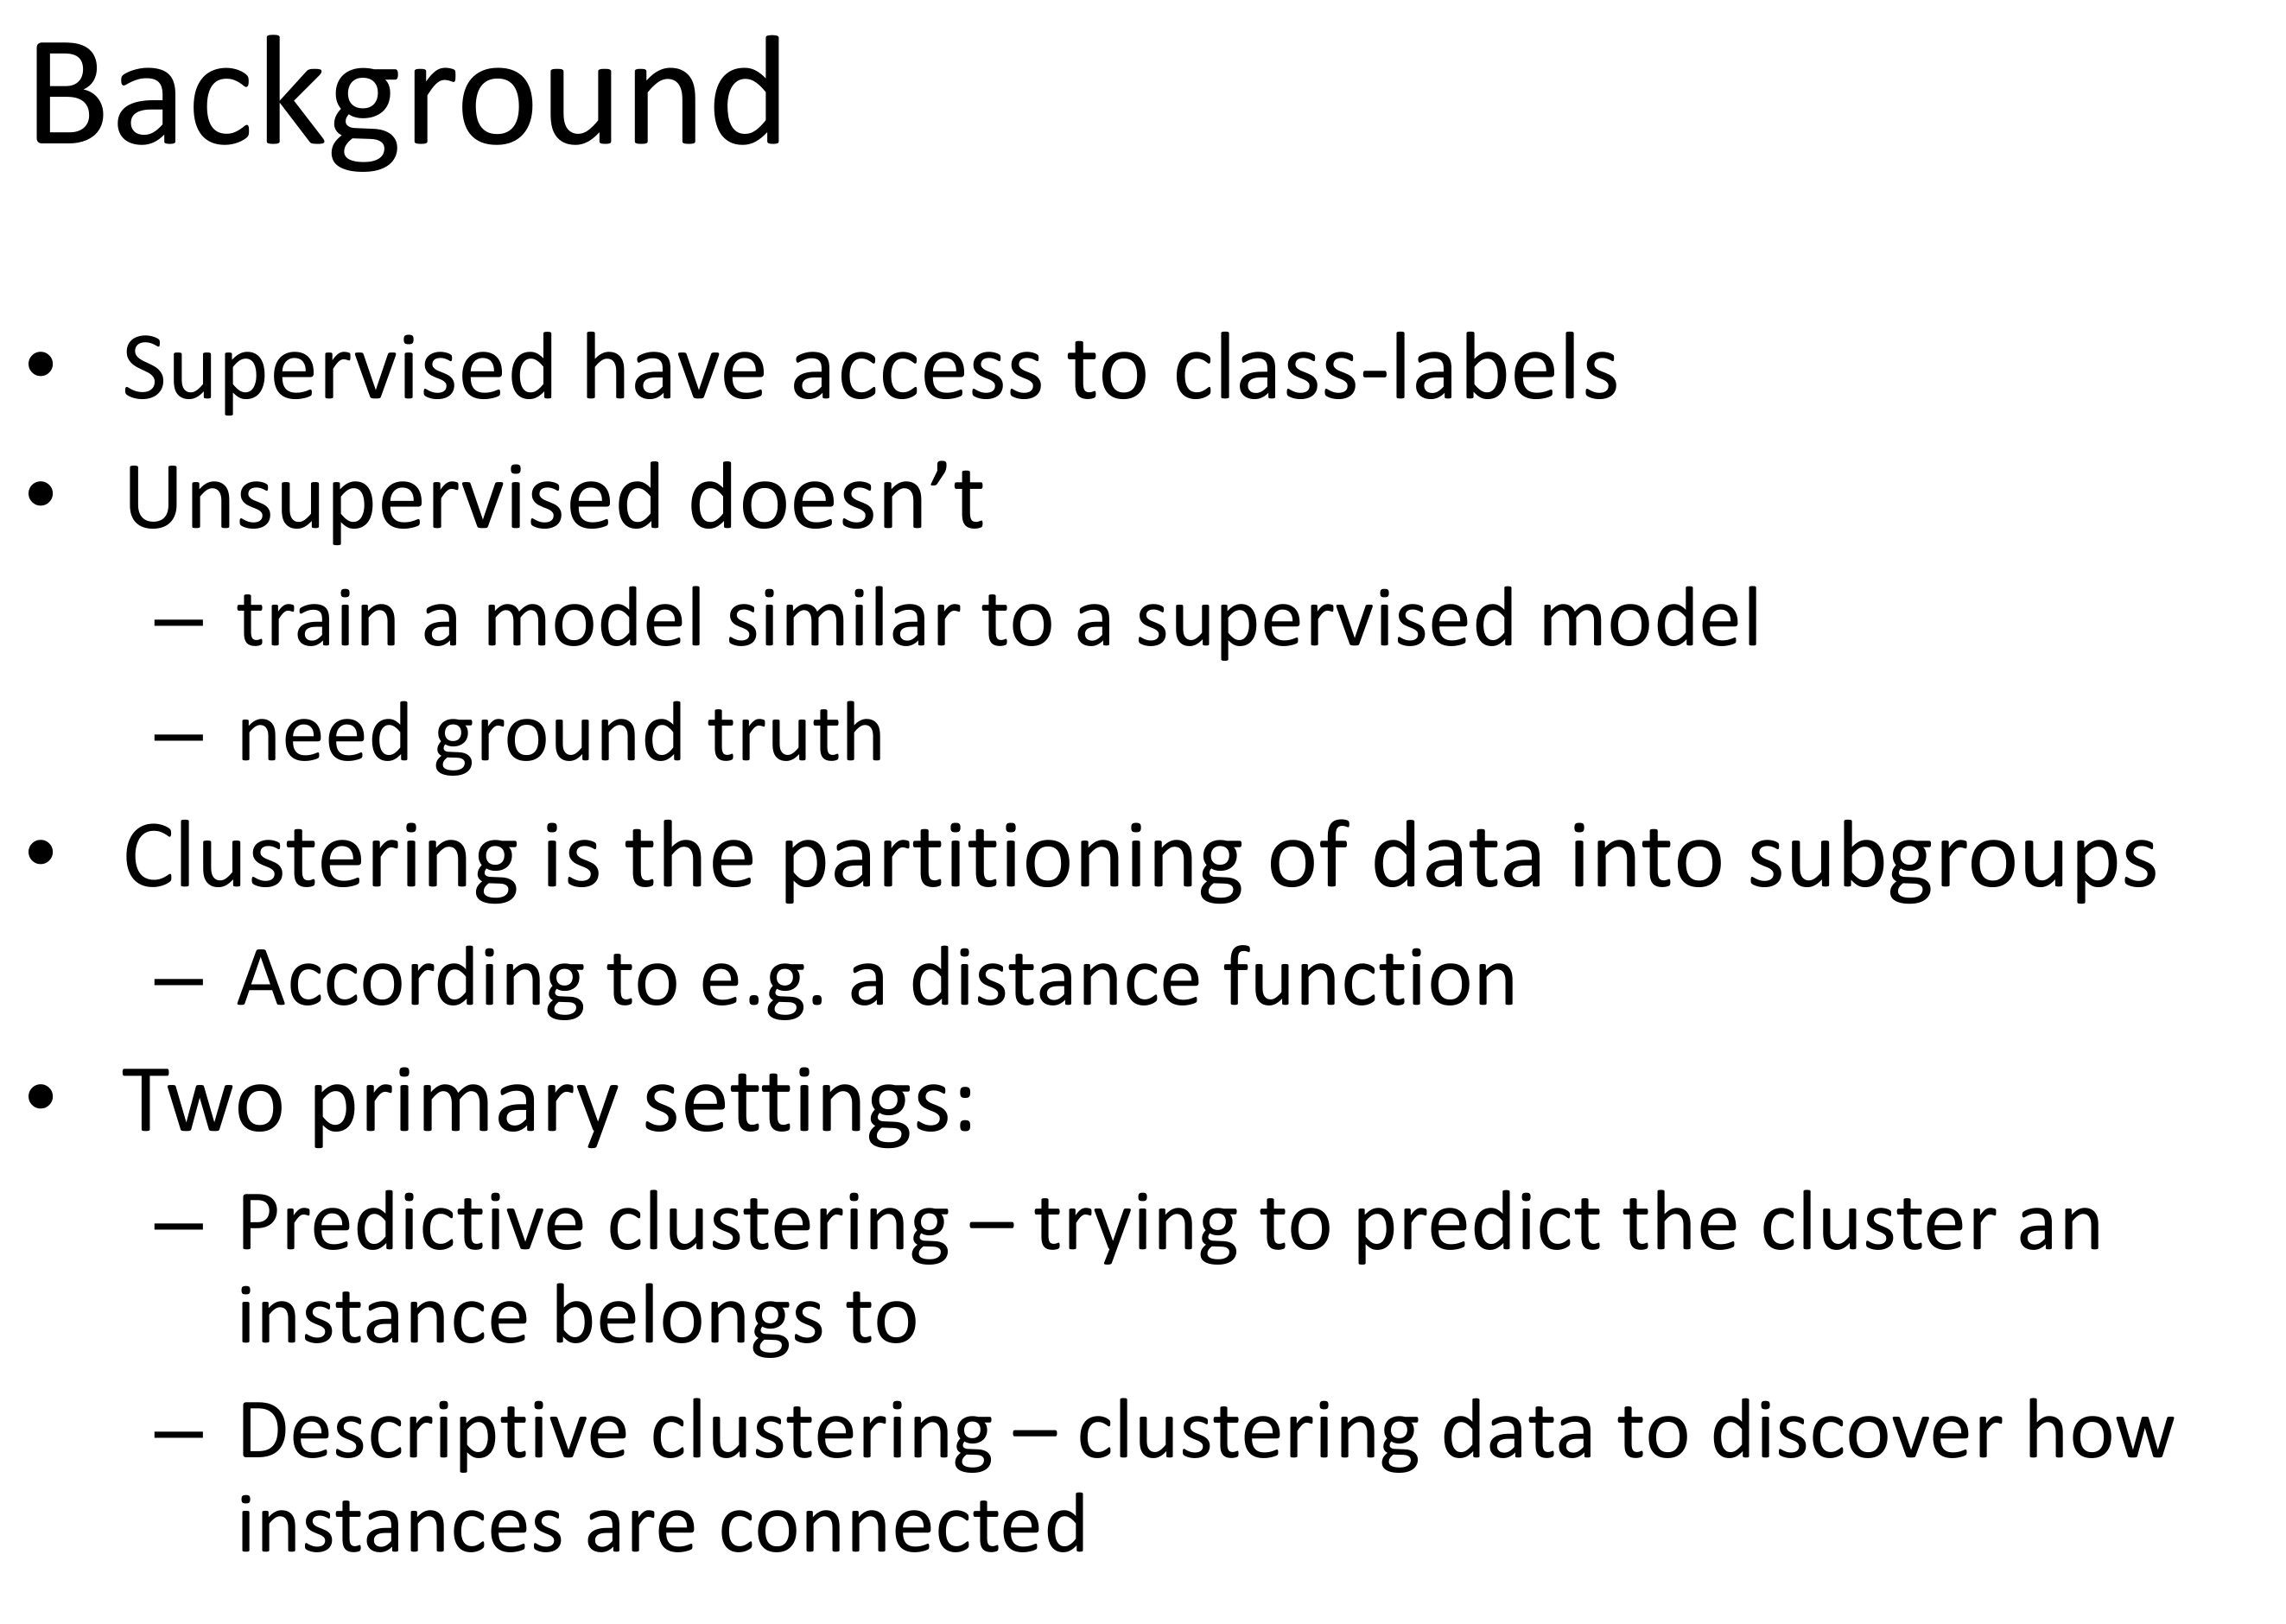 Background
• Supervised have access to class-labels
• Unsupervised doesn’t
– train a model similar to a supervised model
– need ground truth
• Clustering is the partitioning of data into subgroups
– According to e.g. a distance function
• Two primary settings:
– Predictive clustering – trying to predict the cluster an
instance belongs to
– Descriptive clustering – clustering data to discover how
instances are connected